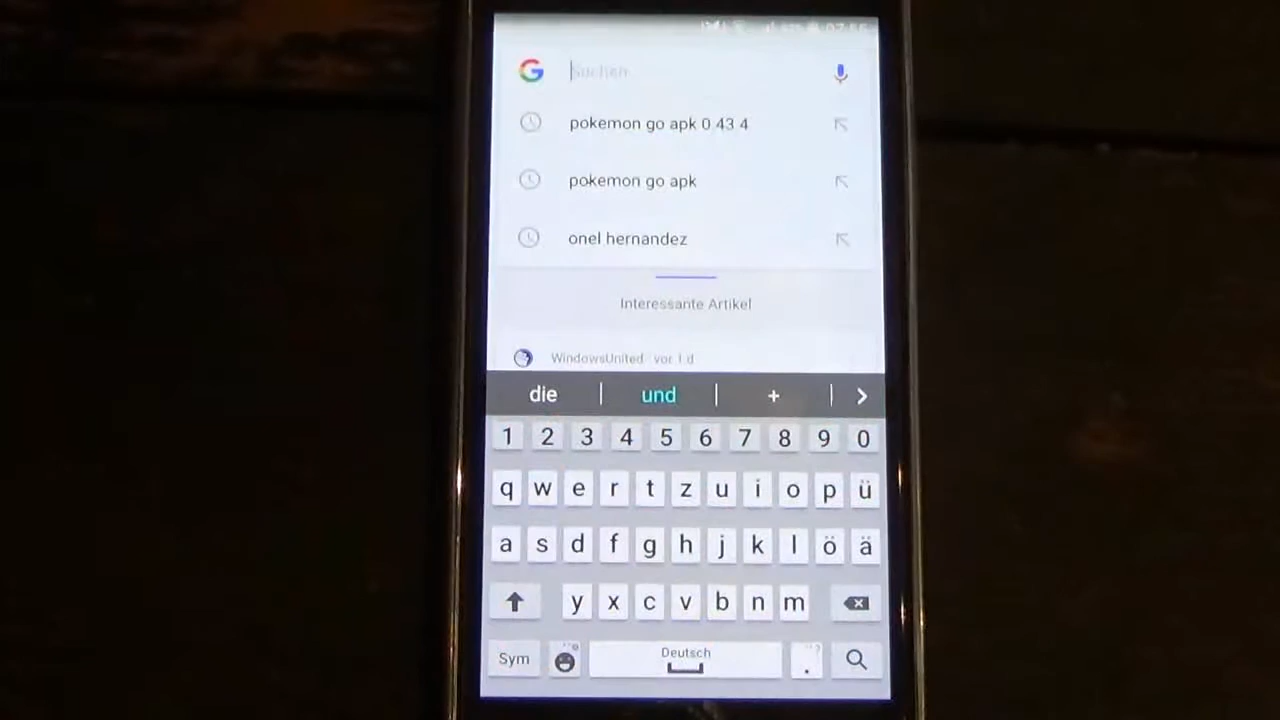 Suchen
pokemon go apk 0 43 4
pokemon go apk
onel hernandez
Interessante Artikel
WindowsUnited vor 1 d
die und +
1 2 3 4 5 6 7 8 9 0
q w e r t z u i o p ü
a s d f g h j k l ö ä
y x c v b n m
Sym Deutsch .